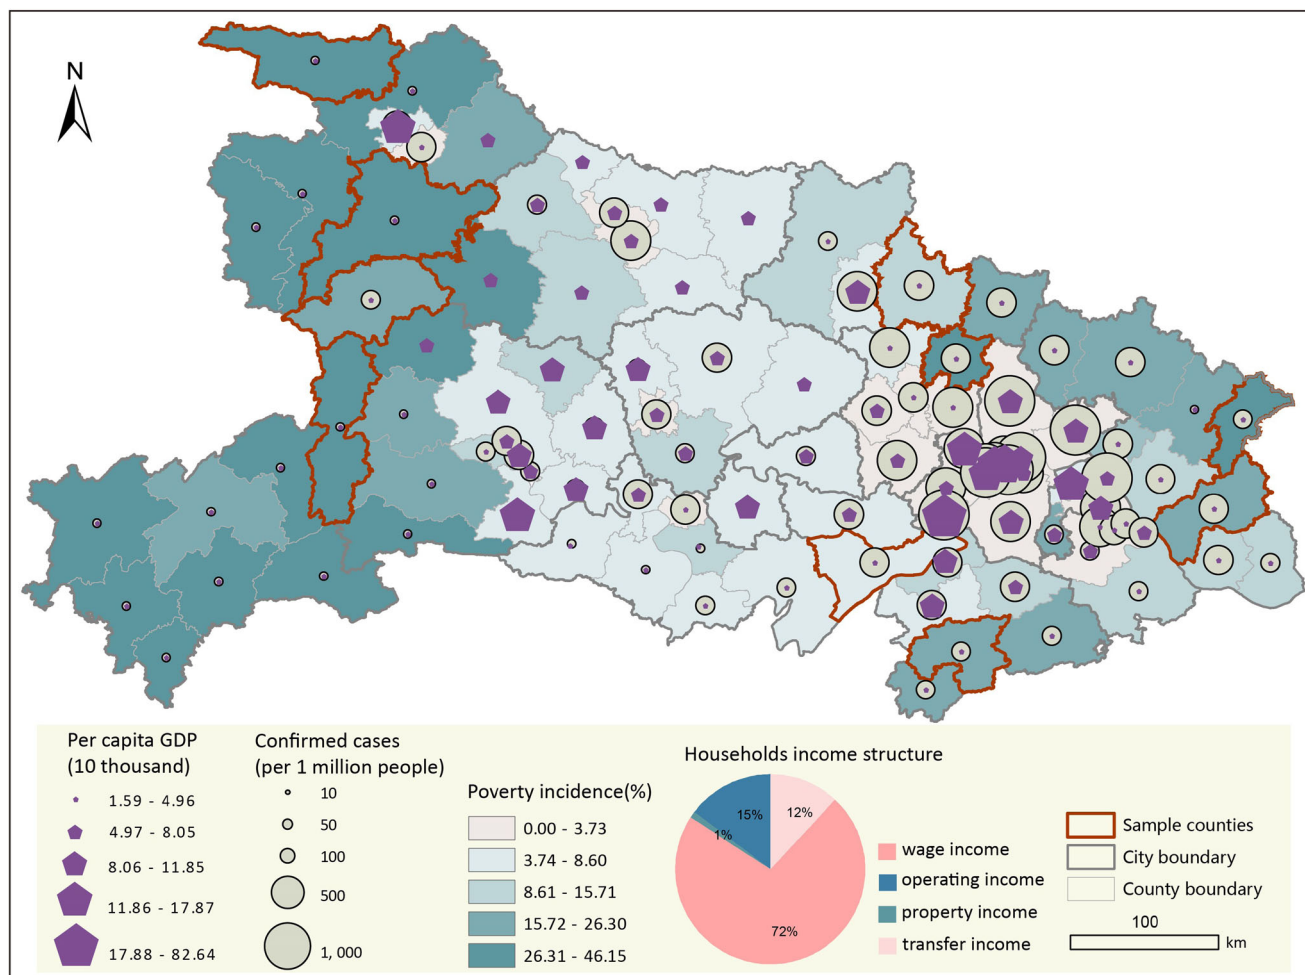 N
Per capita GDP
(10 thousand)
1.59 - 4.96
4.97 - 8.05
8.06 - 11.85
11.86 - 17.87
17.88 - 82.64
Confirmed cases
(per 1 million people)
10
50
100
500
1, 000
Poverty incidence(%)
0.00 - 3.73
3.74 - 8.60
8.61 - 15.71
15.72 - 26.30
26.31 - 46.15
Households income structure
15%
12%
1%
72%
wage income
operating income
property income
transfer income
Sample counties
City boundary
County boundary
100
km